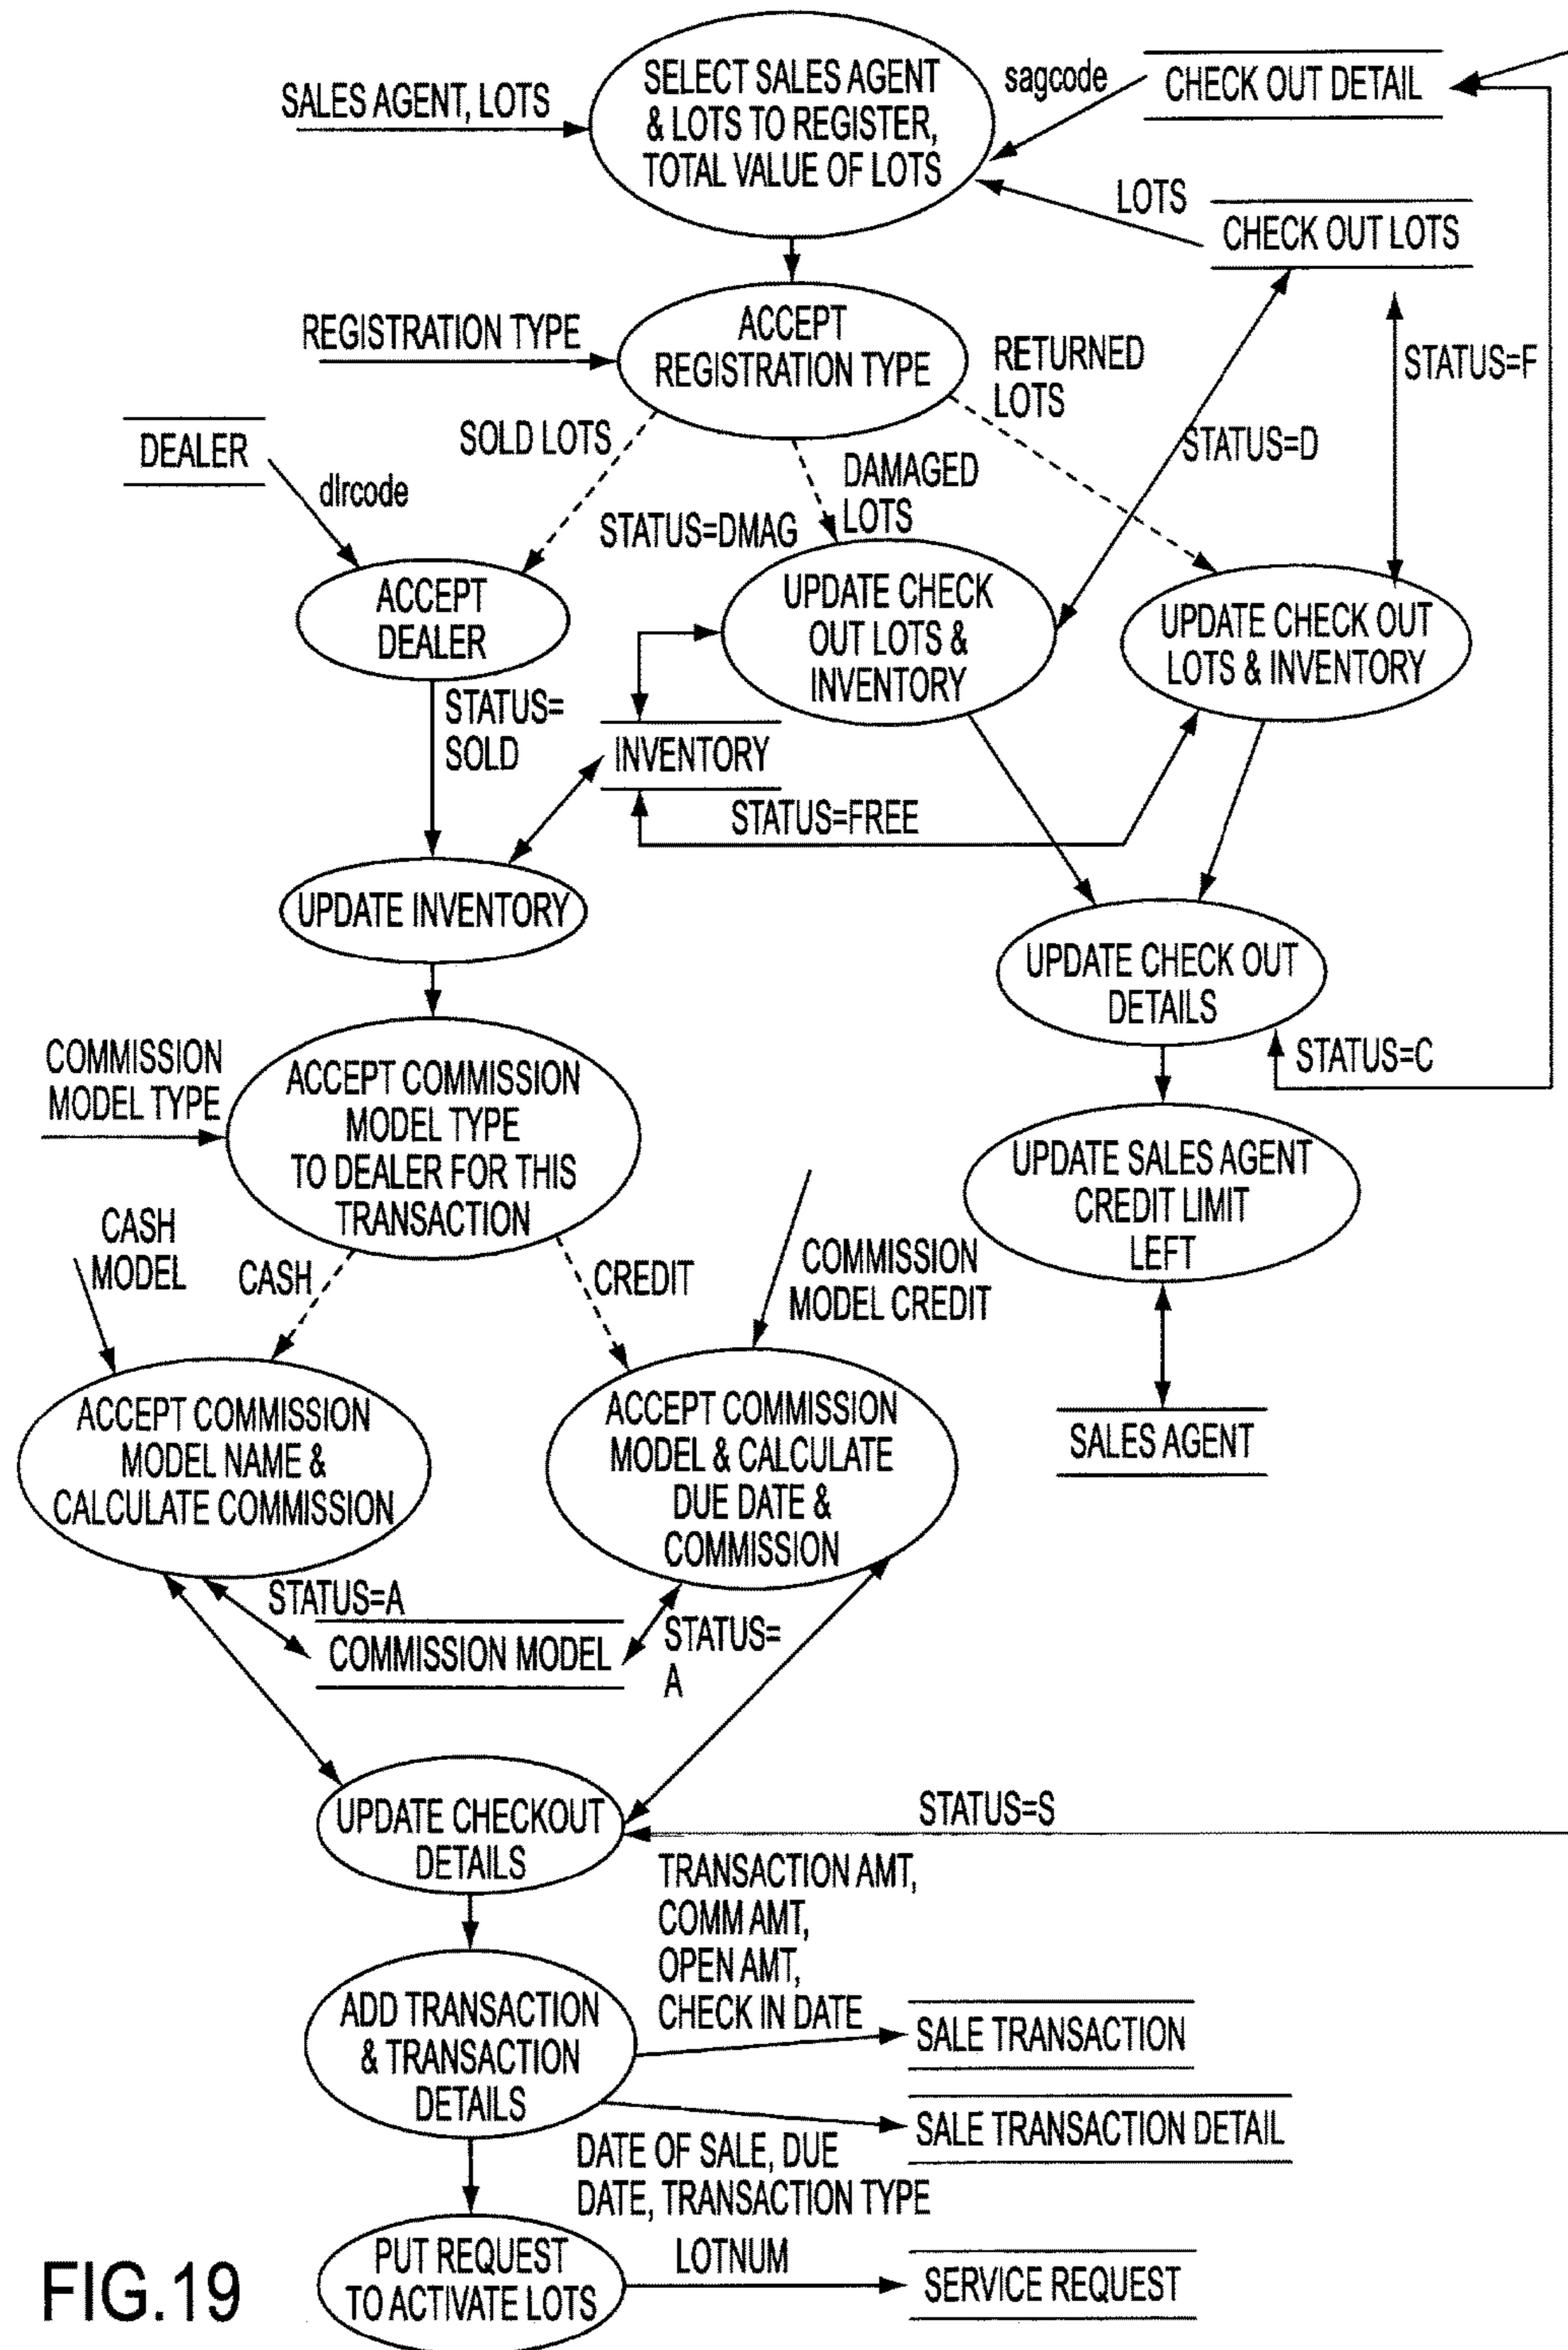 SELECT SALES AGENT
& LOTS TO REGISTER,
TOTAL VALUE OF LOTS
SALES AGENT, LOTS
sagcode
CHECK OUT DETAIL
LOTS
CHECK OUT LOTS
REGISTRATION TYPE
ACCEPT
REGISTRATION TYPE
RETURNED
LOTS
STATUS=F
STATUS=D
DEALER
dlrcode
SOLD LOTS
DAMAGED
LOTS
STATUS=DMAG
ACCEPT
DEALER
UPDATE CHECK
OUT LOTS &
INVENTORY
UPDATE CHECK OUT
LOTS & INVENTORY
STATUS=
SOLD
INVENTORY
STATUS=FREE
UPDATE INVENTORY
UPDATE CHECK OUT
DETAILS
STATUS=C
COMMISSION
MODEL TYPE
ACCEPT COMMISSION
MODEL TYPE
TO DEALER FOR THIS
TRANSACTION
UPDATE SALES AGENT
CREDIT LIMIT
LEFT
CASH
MODEL
CASH
CREDIT
COMMISSION
MODEL CREDIT
ACCEPT COMMISSION
MODEL NAME &
CALCULATE COMMISSION
ACCEPT COMMISSION
MODEL & CALCULATE
DUE DATE &
COMMISSION
SALES AGENT
STATUS=A
COMMISSION MODEL
STATUS=
A
UPDATE CHECKOUT
DETAILS
STATUS=S
TRANSACTION AMT,
COMM AMT,
OPEN AMT,
CHECK IN DATE
ADD TRANSACTION
& TRANSACTION
DETAILS
SALE TRANSACTION
SALE TRANSACTION DETAIL
DATE OF SALE, DUE
DATE, TRANSACTION TYPE
PUT REQUEST
TO ACTIVATE LOTS
LOTNUM
SERVICE REQUEST
FIG.19